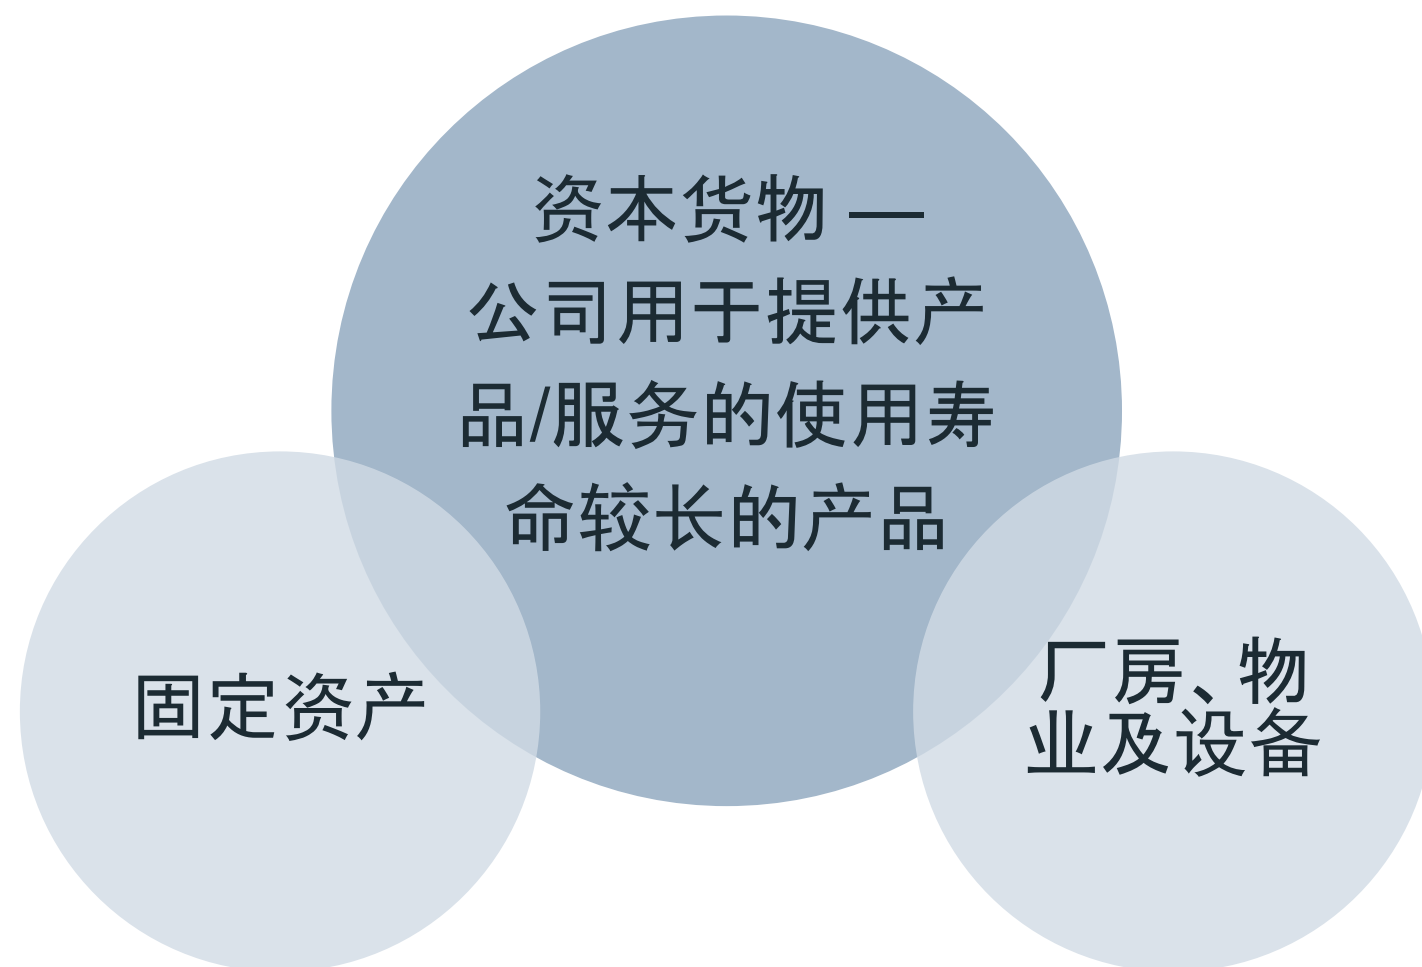 资本货物 —
公司用于提供产
品/服务的使用寿
命较长的产品
固定资产
厂房、物
业及设备